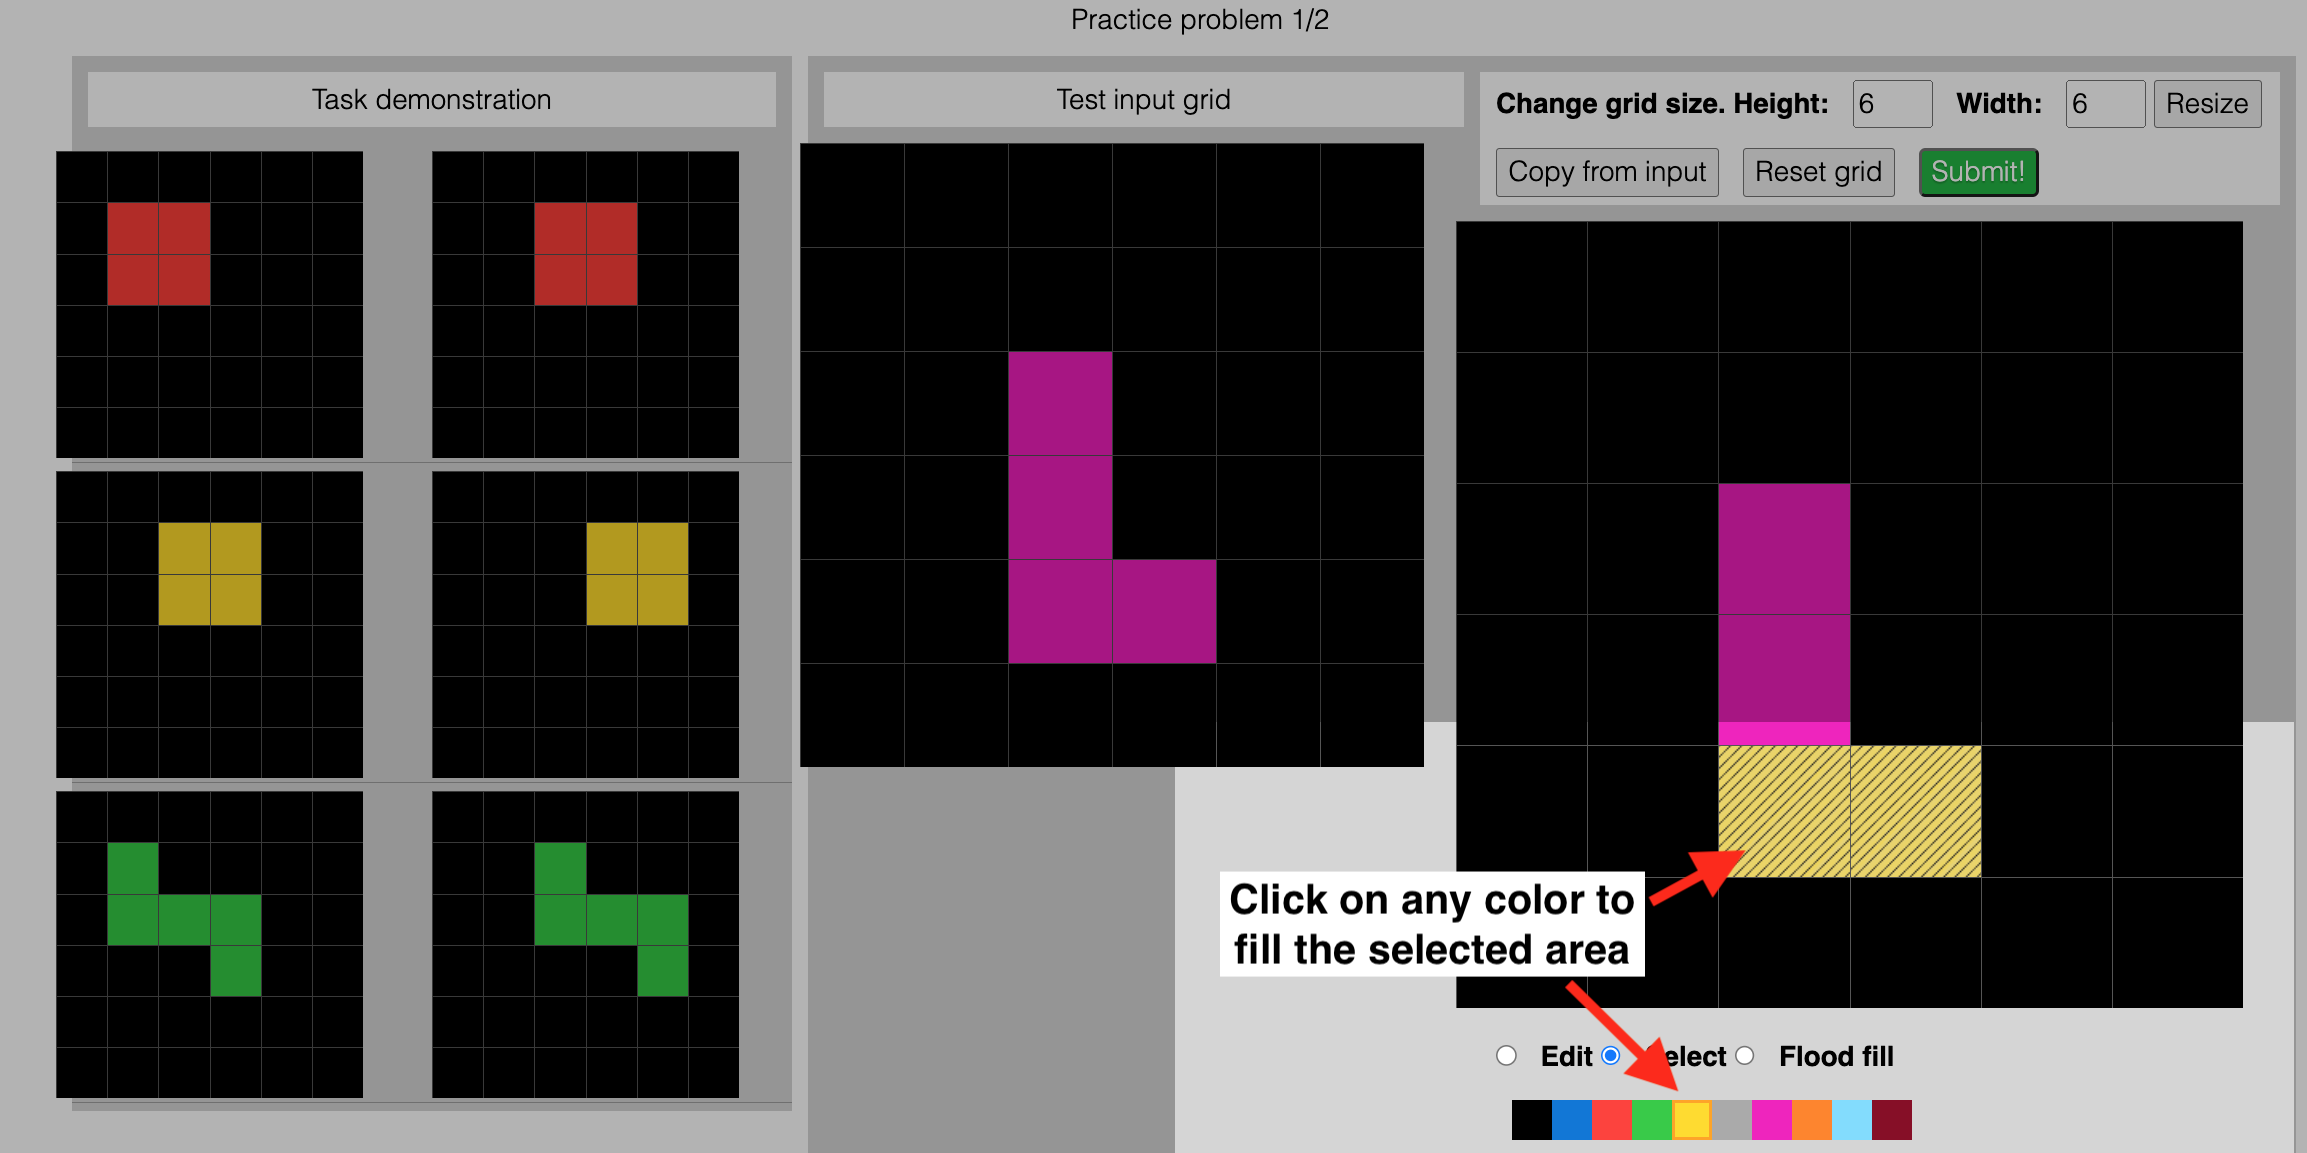 Practice problem 1/2
Task demonstration
Test input grid
Change grid size. Height: 6 Width: 6 Resize
Copy from input Reset grid Submit!
Click on any color to
fill the selected area
Edit elect Flood fill